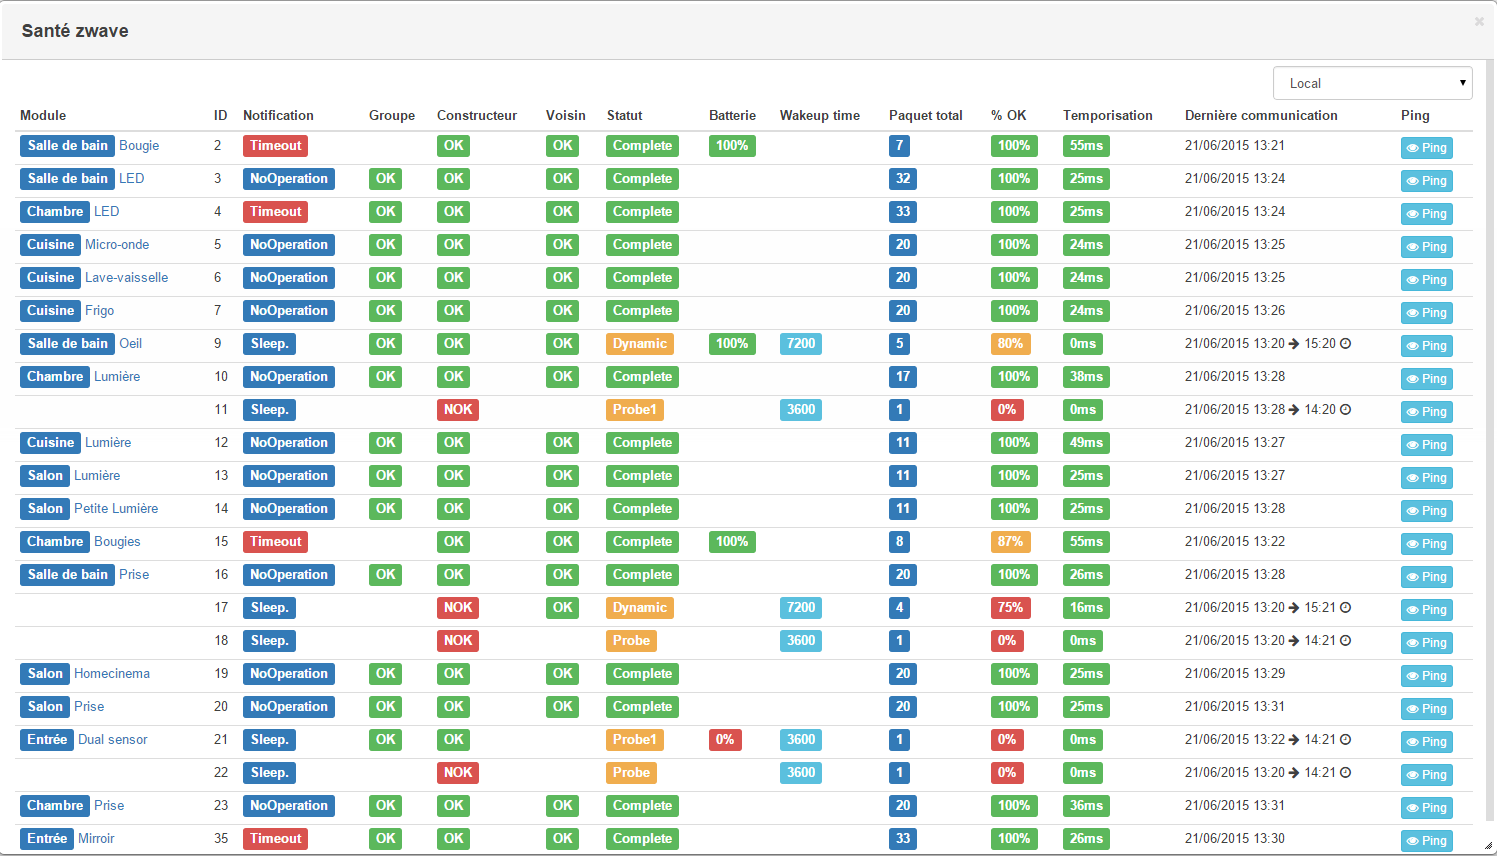 Santé zwave
Local
Module ID Notification Groupe Constructeur Voisin Statut Batterie Wakeup time Paquet total % OK Temporisation Dernière communication Ping
Salle de bain Bougie 2 Timeout OK OK Complete 100% 7 100% 55ms 21/06/2015 13:21 Ping
Salle de bain LED 3 NoOperation OK OK OK Complete 32 100% 25ms 21/06/2015 13:24 Ping
Chambre LED 4 Timeout OK OK OK Complete 33 100% 25ms 21/06/2015 13:24 Ping
Cuisine Micro-onde 5 NoOperation OK OK OK Complete 20 100% 24ms 21/06/2015 13:25 Ping
Cuisine Lave-vaisselle 6 NoOperation OK OK OK Complete 20 100% 24ms 21/06/2015 13:25 Ping
Cuisine Frigo 7 NoOperation OK OK OK Complete 20 100% 24ms 21/06/2015 13:26 Ping
Salle de bain Oeil 9 Sleep. OK OK OK Dynamic 100% 7200 5 80% 0ms 21/06/2015 13:20 ➔ 15:20 Ping
Chambre Lumière 10 NoOperation OK OK OK Complete 17 100% 38ms 21/06/2015 13:28 Ping
11 Sleep. NOK Probe1 3600 1 0% 0ms 21/06/2015 13:28 ➔ 14:20 Ping
Cuisine Lumière 12 NoOperation OK OK OK Complete 11 100% 49ms 21/06/2015 13:27 Ping
Salon Lumière 13 NoOperation OK OK OK Complete 11 100% 25ms 21/06/2015 13:27 Ping
Salon Petite Lumière 14 NoOperation OK OK OK Complete 11 100% 25ms 21/06/2015 13:28 Ping
Chambre Bougies 15 Timeout OK OK Complete 100% 8 87% 55ms 21/06/2015 13:22 Ping
Salle de bain Prise 16 NoOperation OK OK OK Complete 20 100% 26ms 21/06/2015 13:28 Ping
17 Sleep. NOK OK Dynamic 7200 4 75% 16ms 21/06/2015 13:20 ➔ 15:21 Ping
18 Sleep. NOK Probe 3600 1 0% 0ms 21/06/2015 13:20 ➔ 14:21 Ping
Salon Homecinema 19 NoOperation OK OK OK Complete 20 100% 25ms 21/06/2015 13:29 Ping
Salon Prise 20 NoOperation OK OK OK Complete 20 100% 25ms 21/06/2015 13:31 Ping
Entrée Dual sensor 21 Sleep. OK OK Probe1 0% 3600 1 0% 0ms 21/06/2015 13:22 ➔ 14:21 Ping
22 Sleep. NOK Probe 3600 1 0% 0ms 21/06/2015 13:20 ➔ 14:21 Ping
Chambre Prise 23 NoOperation OK OK OK Complete 20 100% 36ms 21/06/2015 13:31 Ping
Entrée Mirroir 35 Timeout OK OK OK Complete 33 100% 26ms 21/06/2015 13:30 Ping